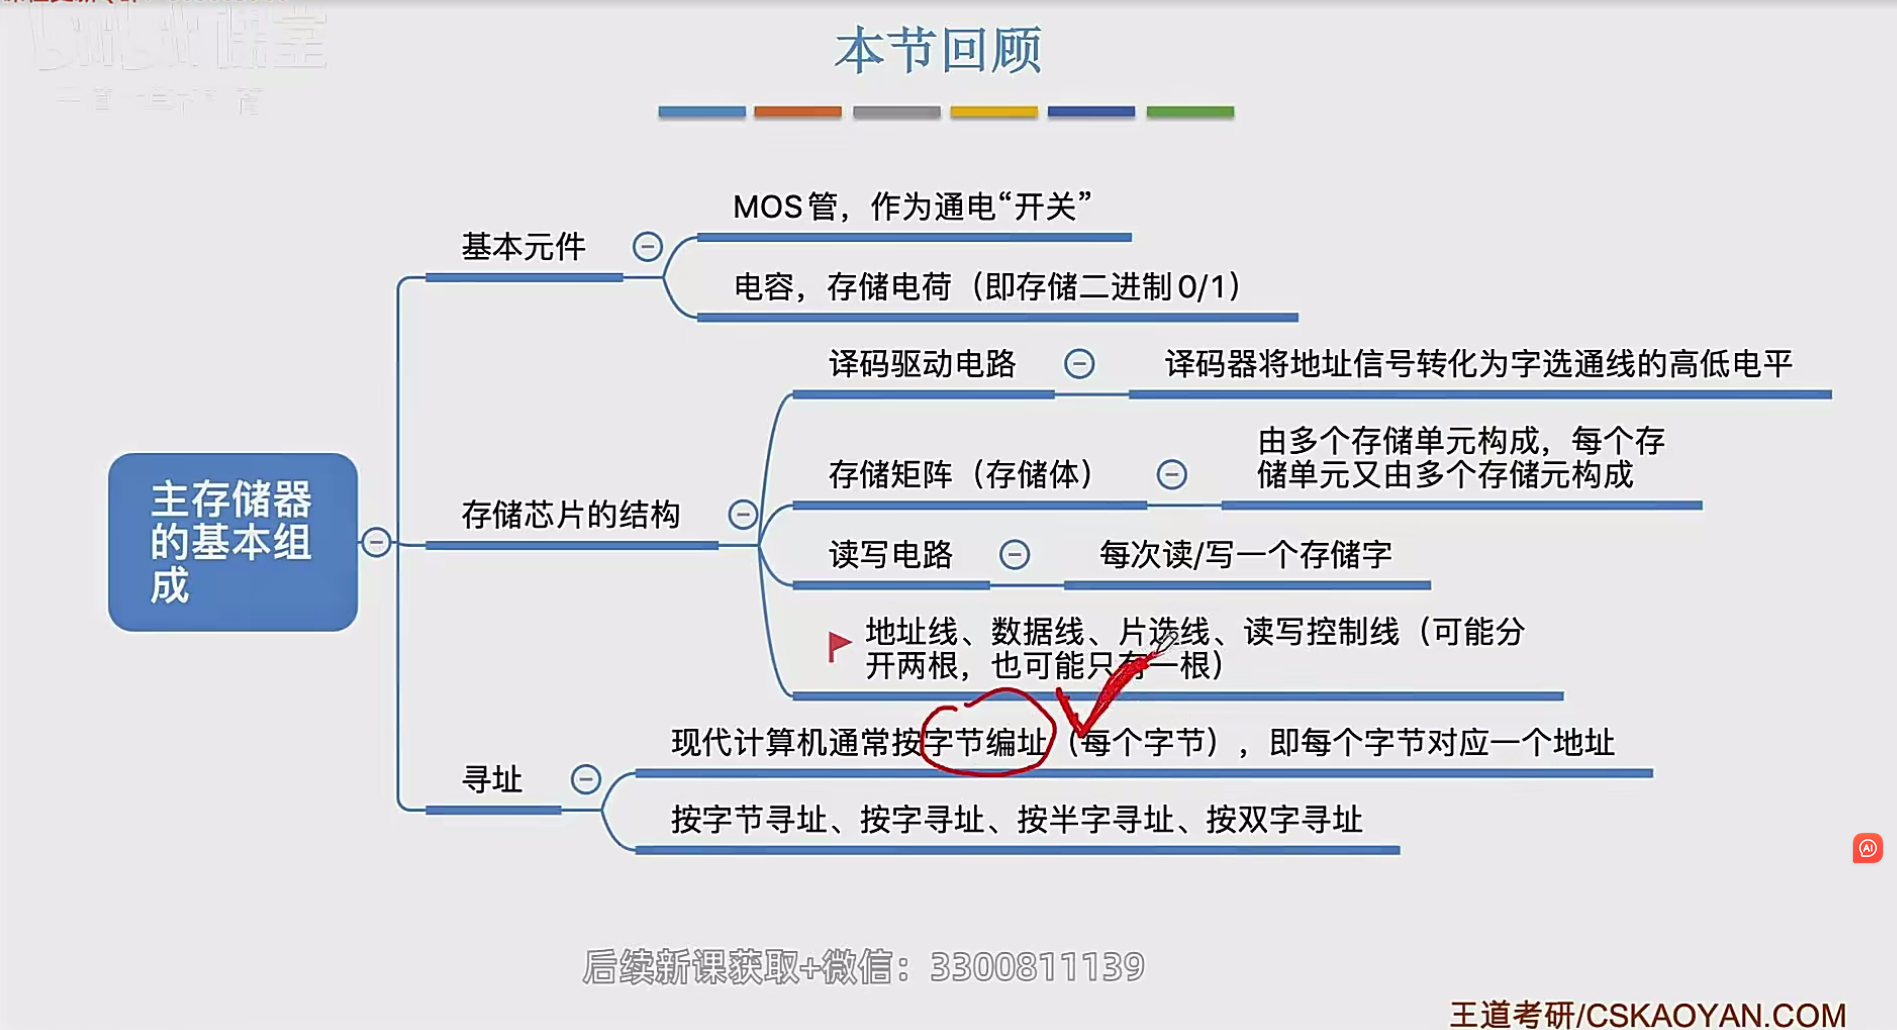 课堂
本节回顾
MOS管，作为通电“开关”
基本元件
电容，存储电荷（即存储二进制0/1）
译码驱动电路
译码器将地址信号转化为字选通线的高低电平
由多个存储单元构成，每个存
储单元又由多个存储元构成
存储矩阵（存储体）
主存储器
的基本组
成
存储芯片的结构
读写电路
每次读/写一个存储字
地址线、数据线、片选线、读写控制线（可能分
开两根，也可能只有一根）
现代计算机通常按字节编址（每个字节），即每个字节对应一个地址
寻址
按字节寻址、按字寻址、按半字寻址、按双字寻址
AI
后续新课获取+微信：3300811139
王道考研/CSKAOYAN.COM